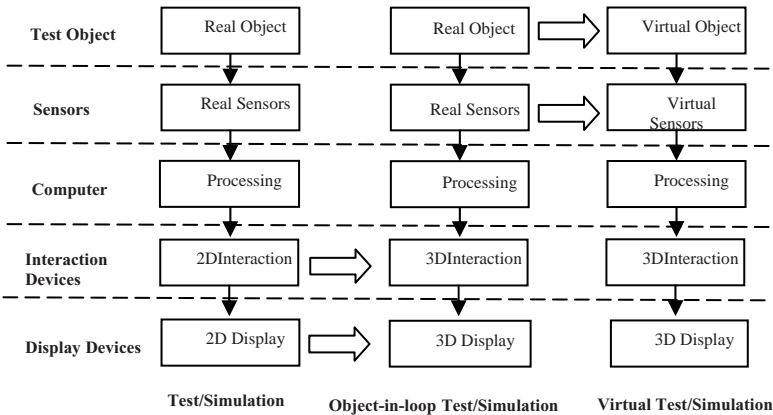 Test Object
Real Object
Real Object
Virtual Object
Sensors
Real Sensors
Real Sensors
Virtual
Sensors
Computer
Processing
Processing
Processing
Interaction
Devices
2DInteraction
3DInteraction
3DInteraction
Display Devices
2D Display
3D Display
3D Display
Test/Simulation
Object-in-loop Test/Simulation
Virtual Test/Simulation